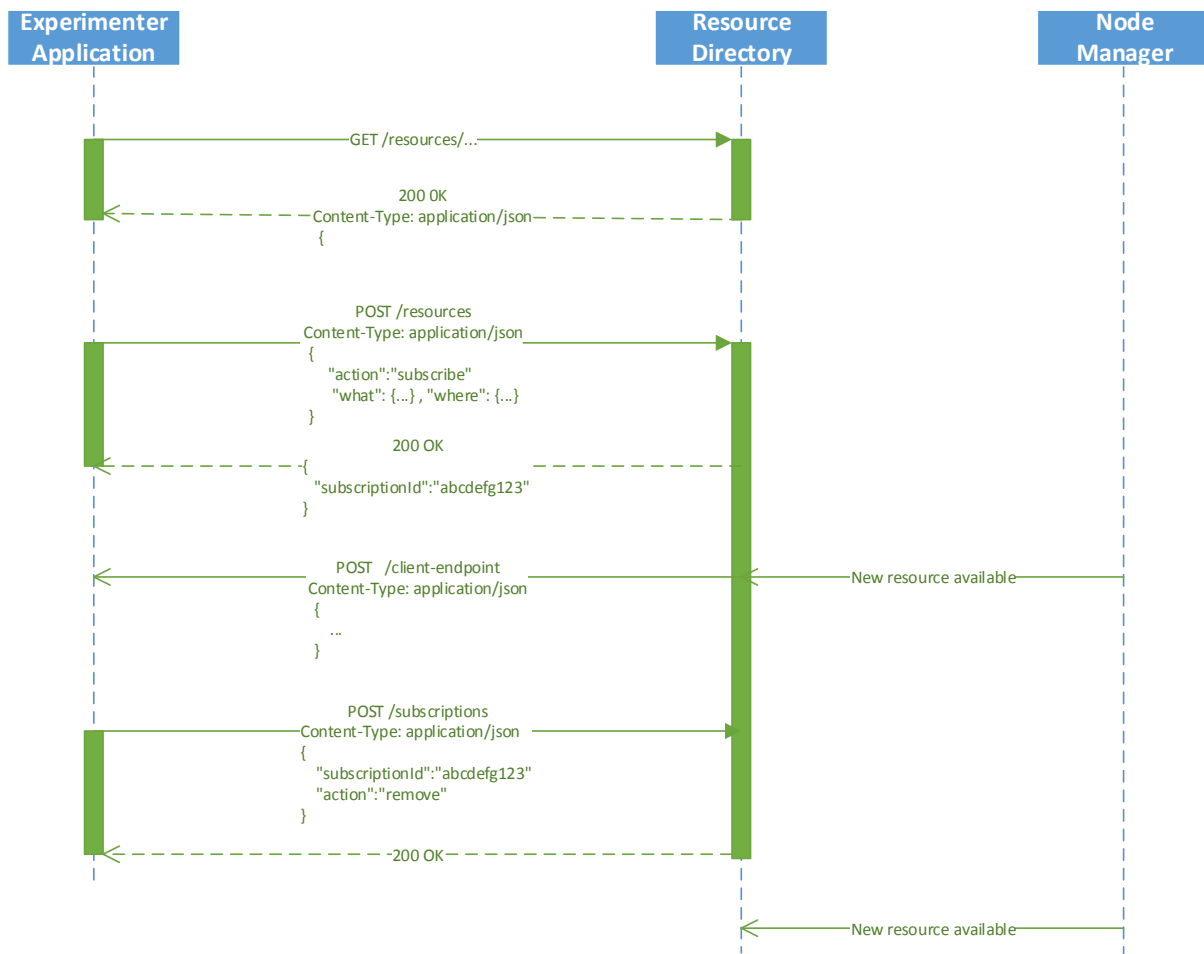 Experimenter
Application
Resource
Directory
Node
Manager
GET /resources/...
200 0K
Content-Type: application/json
{
POST /resources
Content-Type: application/json
{
"action":"subscribe"
"what": {...} , "where": {...}
}
200 OK
{
"subscriptionId":"abcdefg123"
}
POST /client-endpoint
Content-Type: application/json
{
...
}
New resource available
POST /subscriptions
Content-Type: application/json
{
"subscriptionId":"abcdefg123"
"action":"remove"
}
200 OK
New resource available